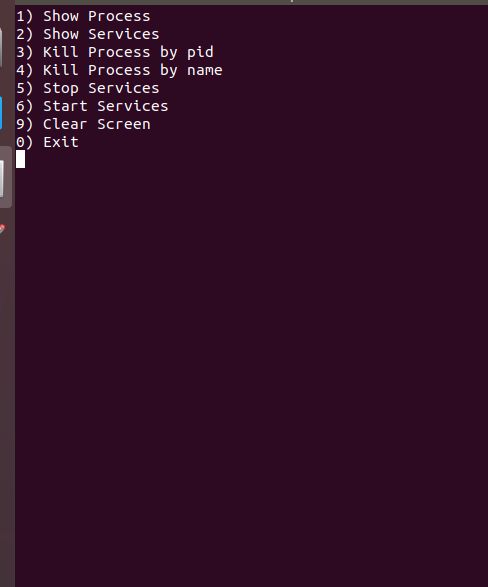 1) Show Process
2) Show Services
3) Kill Process by pid
4) Kill Process by name
5) Stop Services
6) Start Services
9) Clear Screen
0) Exit